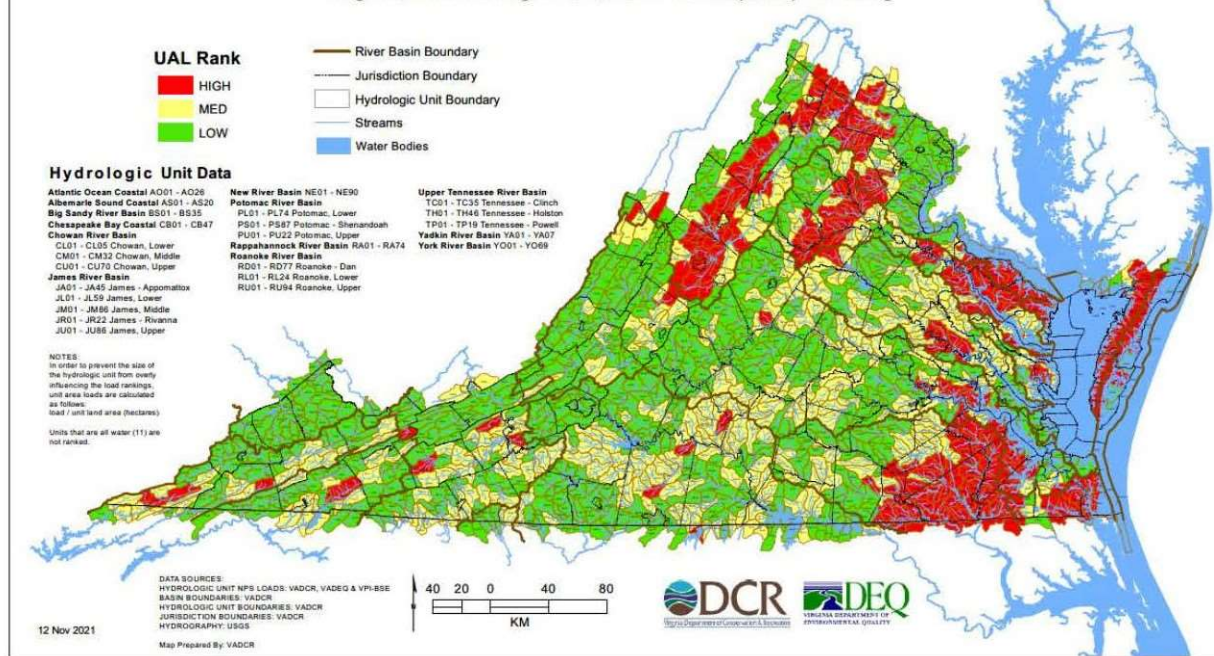 UAL Rank
HIGH
MED
LOW
River Basin Boundary
Jurisdiction Boundary
Hydrologic Unit Boundary
Streams
Water Bodies
Hydrologic Unit Data
Atlantic Ocean Coastal AO01 - AO26
Albemarle Sound Coastal AS01 - AS20
Big Sandy River Basin BS01 - BS35
Chesapeake Bay Coastal CB01 - CB47
Chowan River Basin
CL01 - CL05 Chowan, Lower
CM01 - CM32 Chowan, Middle
CU01 - CU70 Chowan, Upper
James River Basin
JA01 - JA45 James - Appomattox
JL01 - JL59 James, Lower
JM01 - JM86 James, Middle
JR01 - JR22 James - Rivanna
JU01 - JU86 James, Upper
New River Basin NE01 - NE90
Potomac River Basin
PL01 - PL74 Potomac, Lower
PS01 - PS87 Potomac - Shenandoah
PU01 - PU22 Potomac, Upper
Rappahannock River Basin RA01 - RA74
Roanoke River Basin
RD01 - RD77 Roanoke - Dan
RL01 - RL24 Roanoke, Lower
RU01 - RU94 Roanoke, Upper
Upper Tennessee River Basin
TC01 - TC35 Tennessee - Clinch
TH01 - TH46 Tennessee - Holston
TP01 - TP19 Tennessee - Powell
Yadkin River Basin YA01 - YA07
York River Basin YO01 - YO69
NOTES
In order to prevent the size of
the hydrologic unit from overly
influencing the load rankings,
unit area loads are calculated
as follows:
load / unit land area (hectares)
Units that are all water (11) are
not ranked.
12 Nov 2021
DATA SOURCES:
HYDROLOGIC UNIT NPS LOADS: VADCR, VADEQ & VPI-BSE
BASIN BOUNDARIES: VADCR
HYDROLOGIC UNIT BOUNDARIES: VADCR
JURISDICTION BOUNDARIES: VADCR
HYDROGRAPHY: USGS
Map Prepared By: VADCR
40 20 0 40 80
KM
DCR
Virginia Department of Conservation & Recreation
DEQ
VIRGINIA DEPARTMENT OF
ENVIRONMENTAL QUALITY